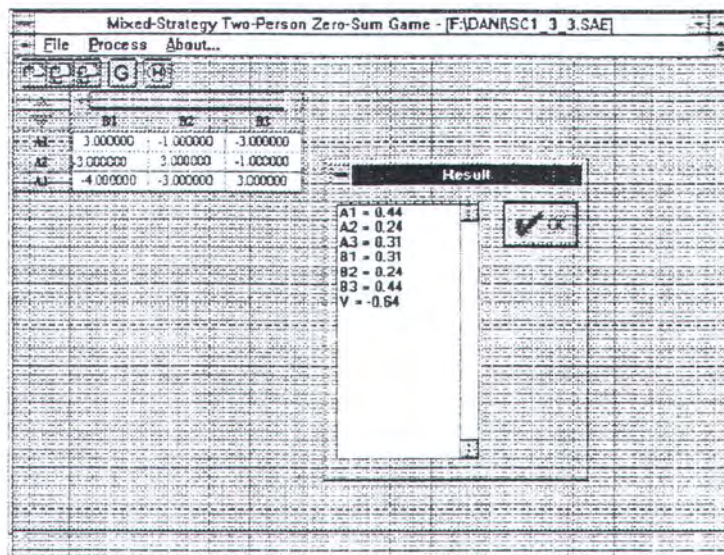 Mixed-Strategy Two-Person Zero-Sum Game - [F:\DANI\SC1_3_3.SAE]
File Process About...
G
B1 B2 B3
A1 3.000000 -1.000000 -3.000000
A2 -3.000000 3.000000 -1.000000
A3 -4.000000 -3.000000 3.000000
Result
A1 = 0.44
A2 = 0.24
A3 = 0.31
B1 = 0.31
B2 = 0.24
B3 = 0.44
V = -0.64
OK